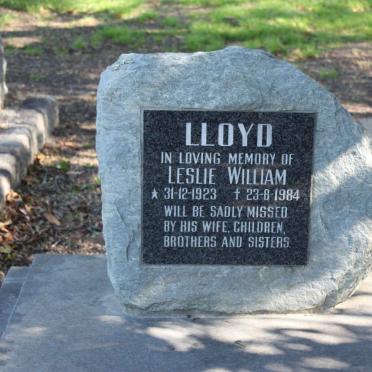 LLOYD
IN LOVING MEMORY OF
LESLIE WILLIAM
★ 31-12-1923 ✝ 23-8-1984
WILL BE SADLY MISSED
BY HIS WIFE, CHILDREN,
BROTHERS AND SISTERS